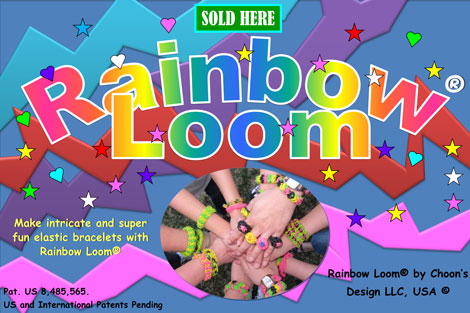 SOLD HERE
Rainbow®
Loom
Make intricate and super
fun elastic bracelets with
Rainbow Loom®
Rainbow Loom® by Choon's
Design LLC, USA ©
Pat. US 8,485,565.
US and International Patents Pending